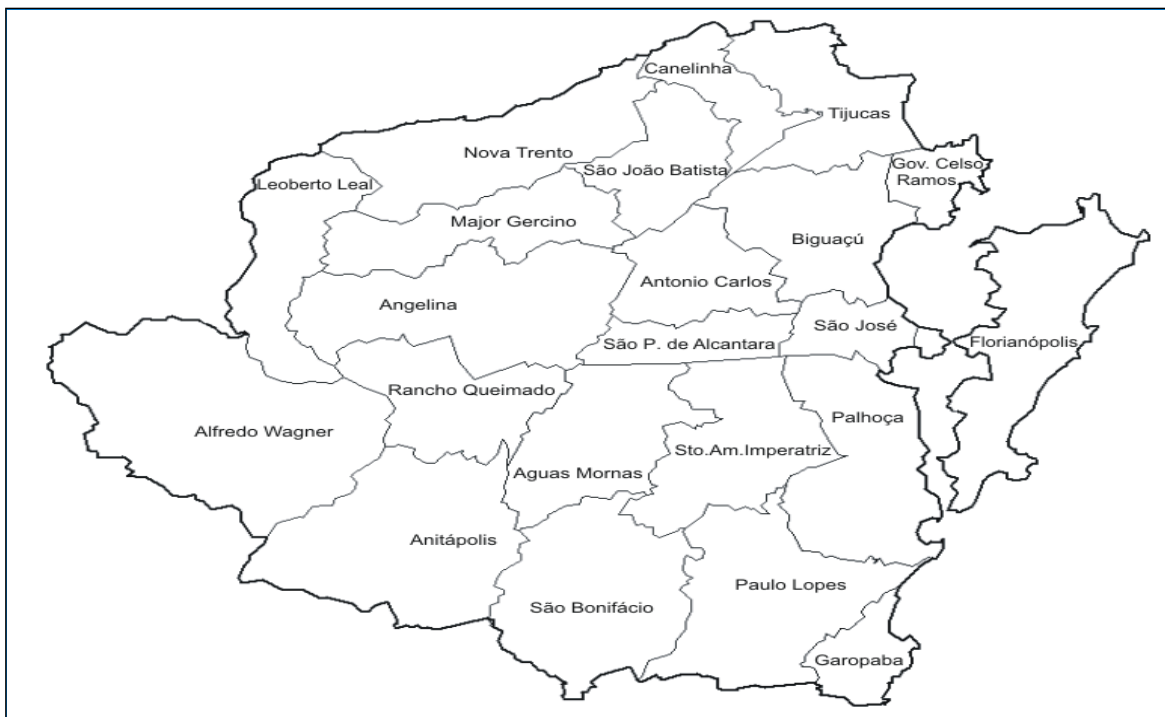 Canelinha
Tijucas
Nova Trento
São João Batista
Gov. Celso
Ramos
Leoberto Leal
Major Gercino
Biguaçú
Antonio Carlos
Angelina
São José
São P. de Alcantara
Florianópolis
Rancho Queimado
Palhoça
Alfredo Wagner
Sto.Am.Imperatriz
Aguas Mornas
Anitápolis
Paulo Lopes
São Bonifácio
Garopaba